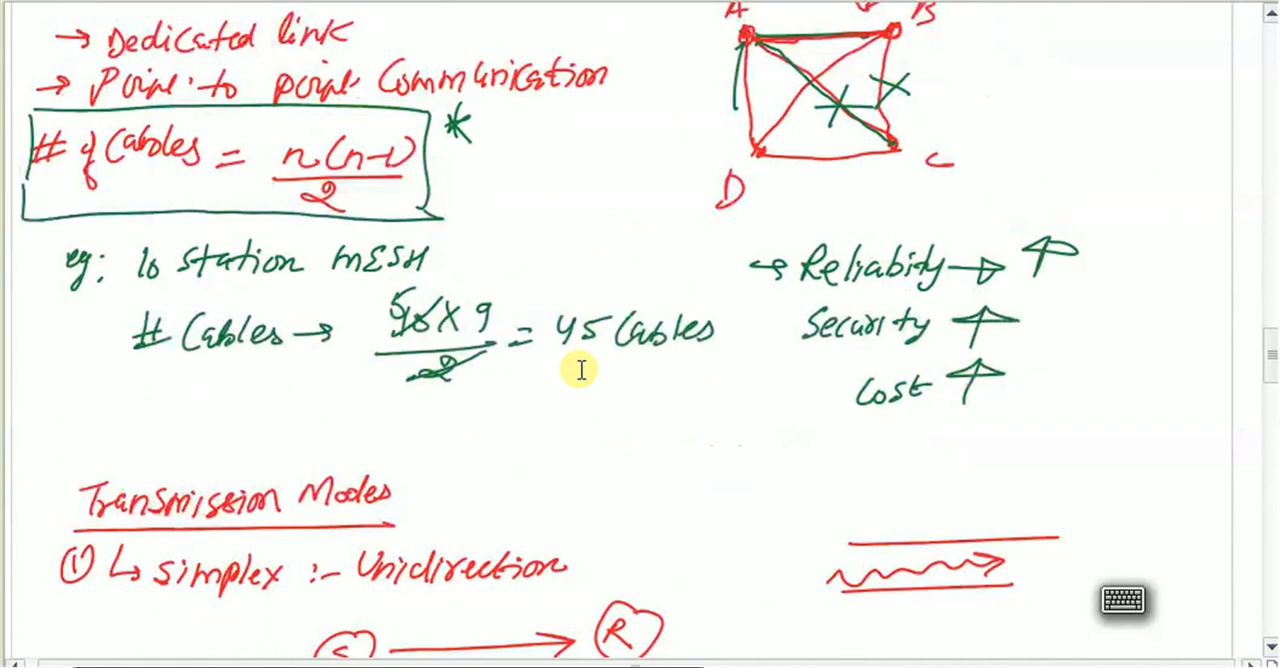 → Dedicated link
→ Point to point Communication
# of Cables = n(n-1)/2 *
A B
C
D
eg: 10 Station MESH
# Cables → 10 X 9 / 2 = 45 Cables
5
→ Reliability → ↑
Security ↑
Cost ↑
Transmission Modes
① ↳ simplex :- Unidirection
S → R